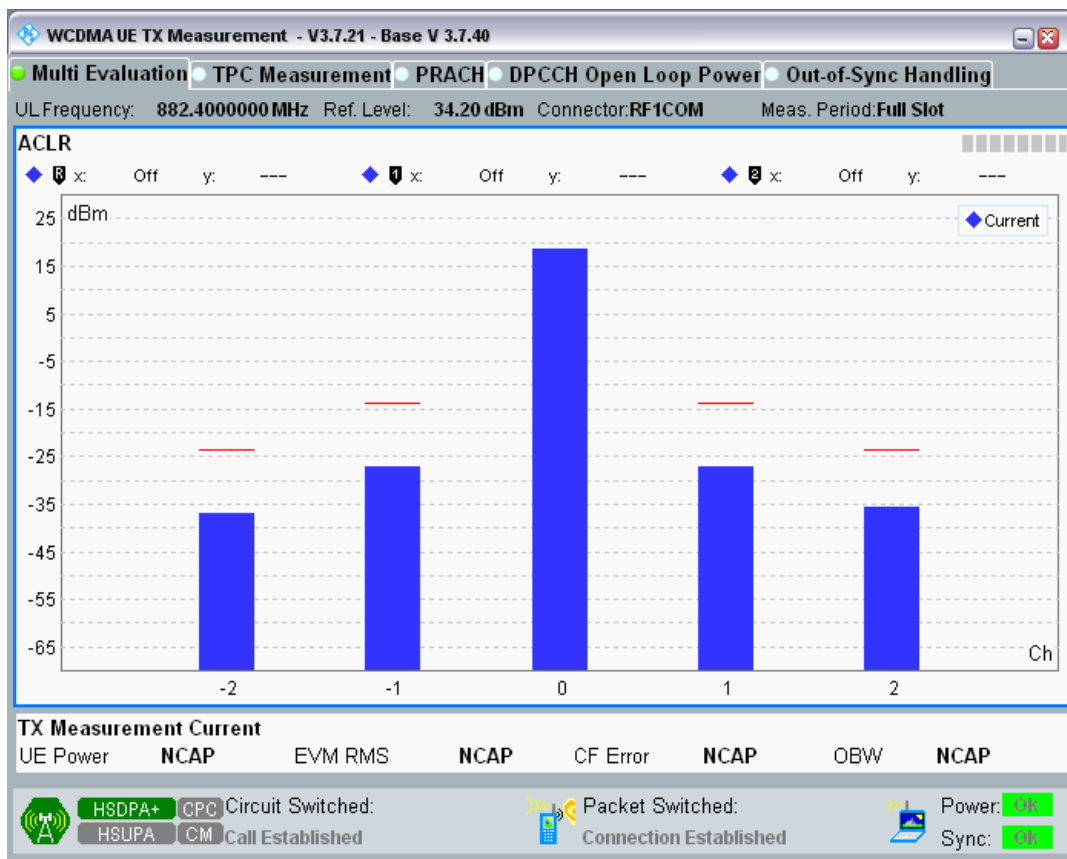 WCDMA UE TX Measurement - V3.7.21 - Base V 3.7.40
Multi Evaluation TPC Measurement PRACH DPCCH Open Loop Power Out-of-Sync Handling
UL Frequency: 882.4000000 MHz Ref. Level: 34.20 dBm Connector:RF1COM Meas. Period:Full Slot
ACLR
R x: Off y: --- 1 x: Off y: --- 2 x: Off y: ---
dBm
Current
25
15
5
-5
-15
-25
-35
-45
-55
-65
Ch
-2 -1 0 1 2
TX Measurement Current
UE Power NCAP EVM RMS NCAP CF Error NCAP OBW NCAP
HSDPA+ CPC Circuit Switched: Packet Switched: Power: OK
HSUPA CM Call Established Connection Established Sync: OK